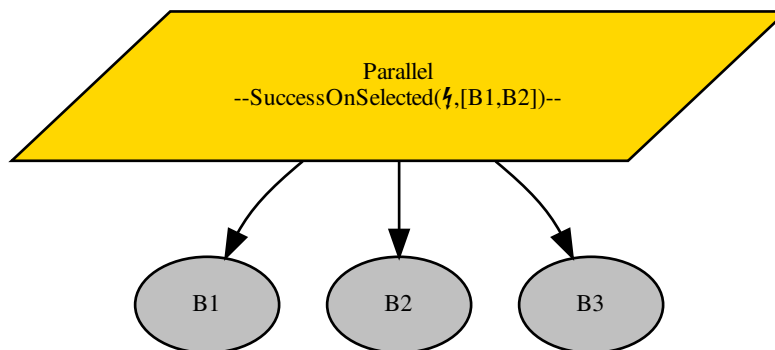 Parallel
--SuccessOnSelected(↯,[B1,B2])--
B1 B2 B3